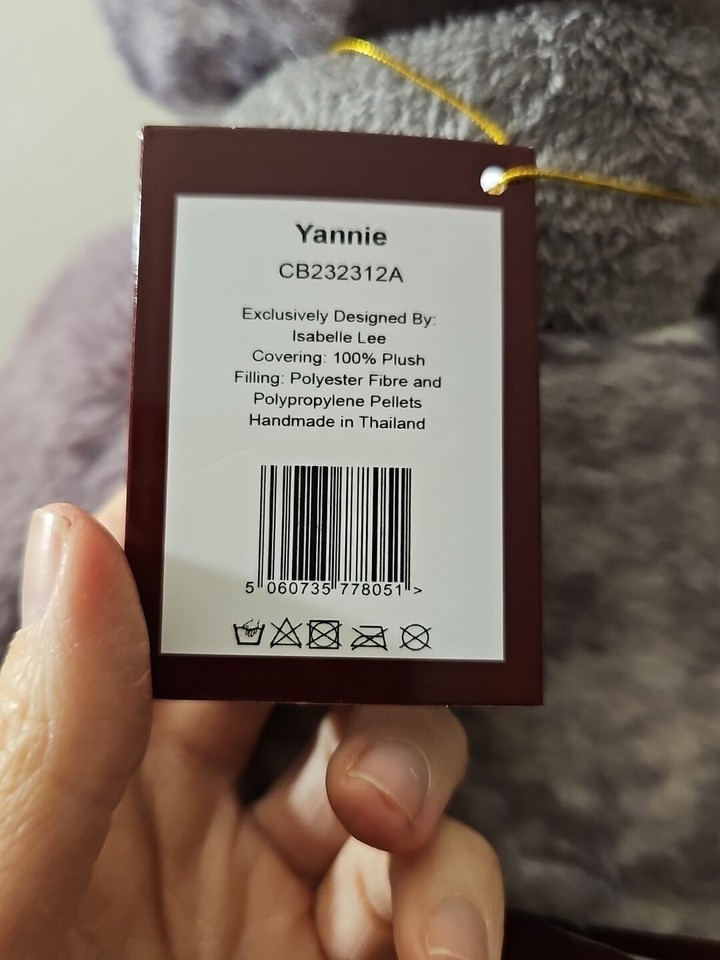 Yannie
CB232312A
Exclusively Designed By:
Isabelle Lee
Covering: 100% Plush
Filling: Polyester Fibre and
Polypropylene Pellets
Handmade in Thailand
5 060735 778051 >